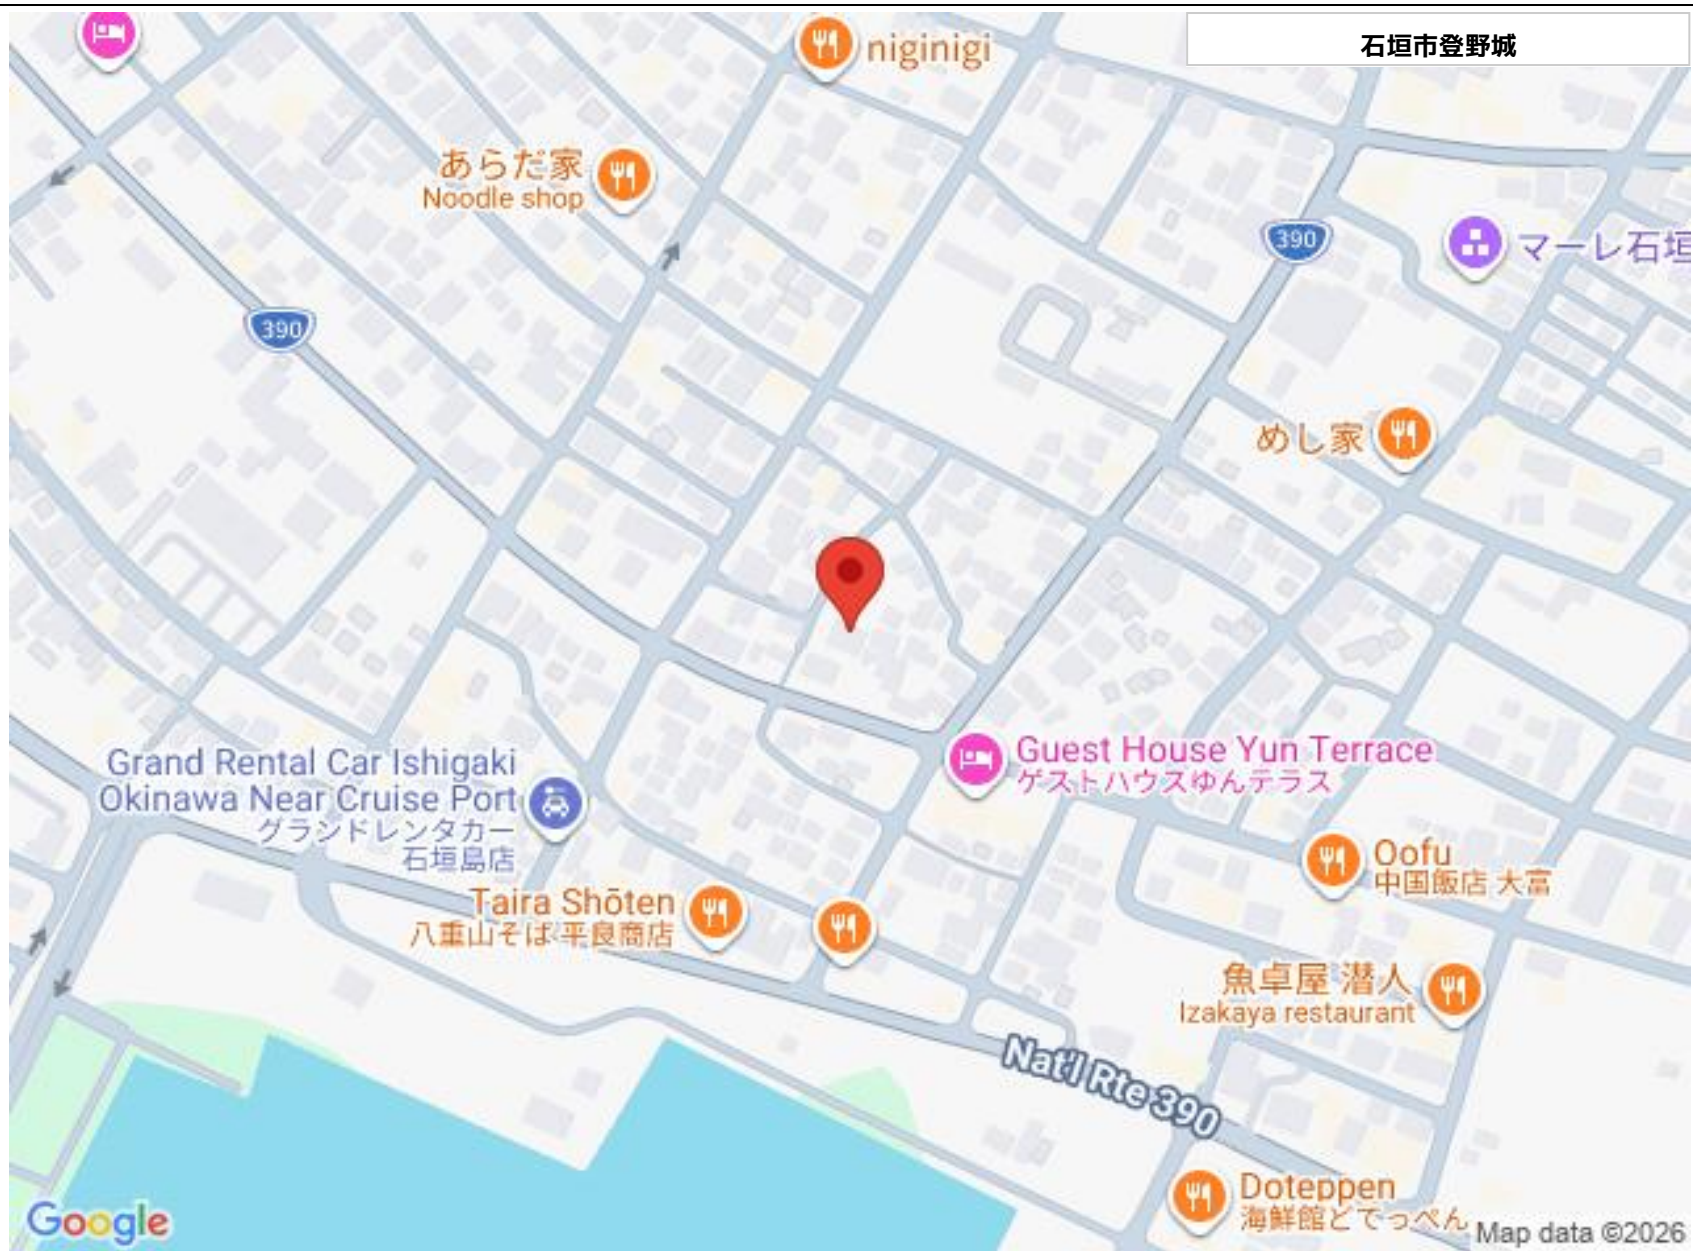 石垣市登野城
niginigi
あらだ家
Noodle shop
390
マーレ石垣
390
めし家
Guest House Yun Terrace
ゲストハウスゆんテラス
Grand Rental Car Ishigaki
Okinawa Near Cruise Port
グランドレンタカー
石垣島店
Oofu
中国飯店 大富
Taira Shōten
八重山そば 平良商店
魚卓屋 潜人
Izakaya restaurant
Nat'l Rte 390
Doteppen
海鮮館どてっぺん
Google
Map data ©2026